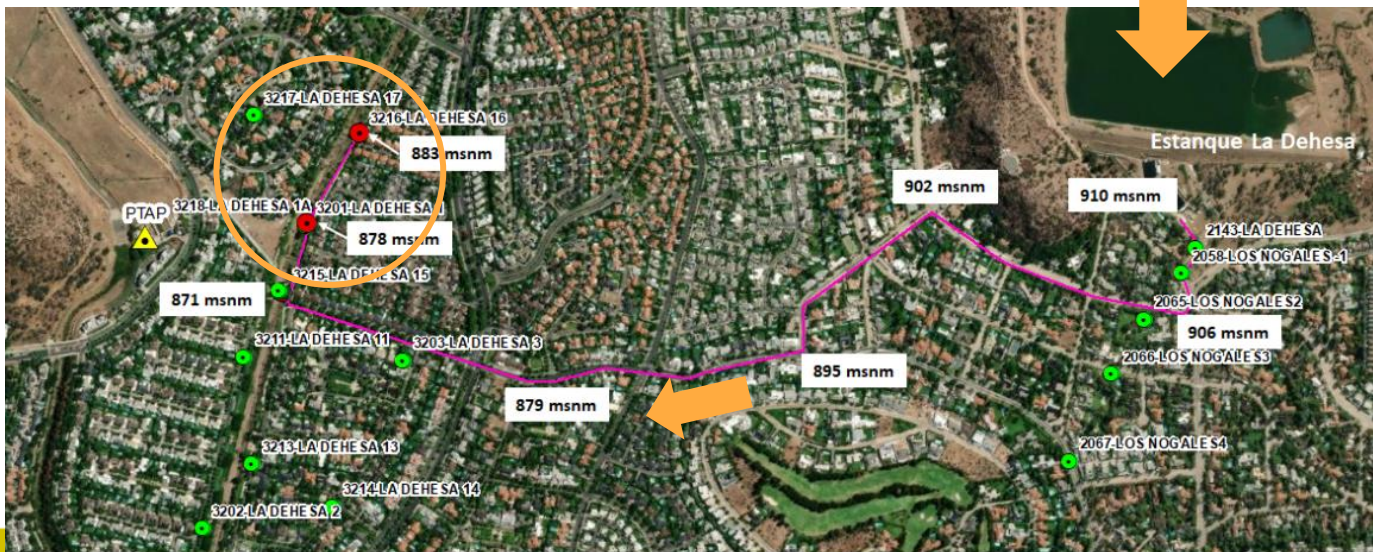 3217-LA DEHESA 17
3216-LA DEHESA 16
883 msnm
Estanque La Dehesa
902 msnm
910 msnm
PTAP
3218-LA DEHESA 1A
3201-LA DEHESA 1
878 msnm
2143-LA DEHESA
2058-LOS NOGALES-1
3215-LA DEHESA 15
871 msnm
2065-LOS NOGALES2
906 msnm
3211-LA DEHESA 11
3203-LA DEHESA 3
2066-LOS NOGALES3
895 msnm
879 msnm
3213-LA DEHESA 13
2067-LOS NOGALES4
3214-LA DEHESA 14
3202-LA DEHESA 2